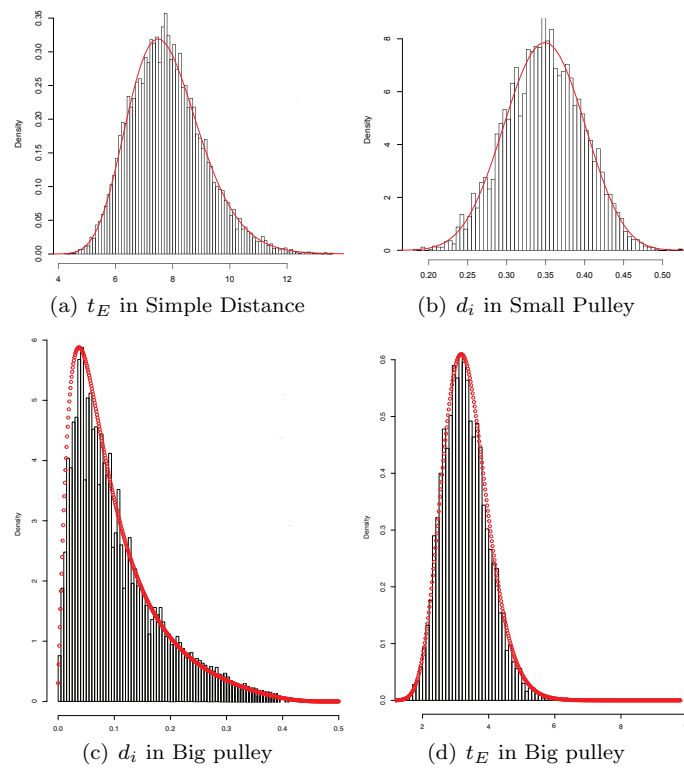 Density
0.00 0.05 0.10 0.15 0.20 0.25 0.30 0.35
4 6 8 10 12
(a) t_E in Simple Distance
Density
0 2 4 6 8
0.20 0.25 0.30 0.35 0.40 0.45 0.50
(b) d_i in Small Pulley
Density
0 1 2 3 4 5 6
0.0 0.1 0.2 0.3 0.4 0.5
(c) d_i in Big pulley
Density
0.0 0.1 0.2 0.3 0.4 0.5 0.6
2 4 6 8
(d) t_E in Big pulley